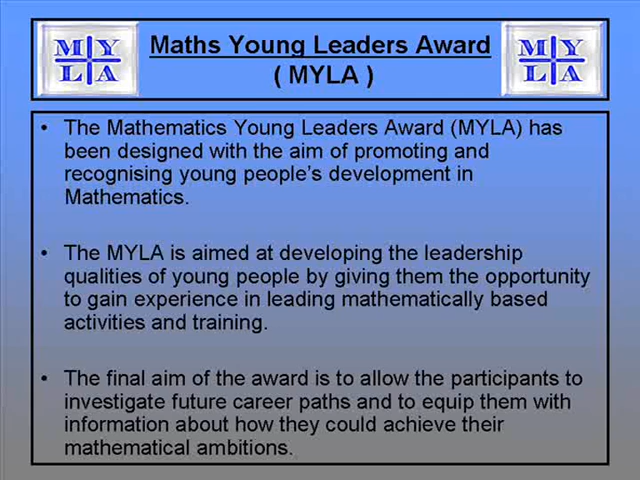 M Y
L A
Maths Young Leaders Award
( MYLA )
M Y
L A
• The Mathematics Young Leaders Award (MYLA) has
been designed with the aim of promoting and
recognising young people's development in
Mathematics.
• The MYLA is aimed at developing the leadership
qualities of young people by giving them the opportunity
to gain experience in leading mathematically based
activities and training.
• The final aim of the award is to allow the participants to
investigate future career paths and to equip them with
information about how they could achieve their
mathematical ambitions.